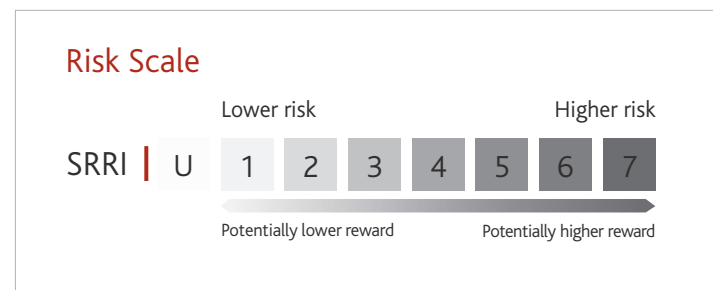 Risk Scale
Lower risk Higher risk
SRRI U 1 2 3 4 5 6 7
Potentially lower reward Potentially higher reward